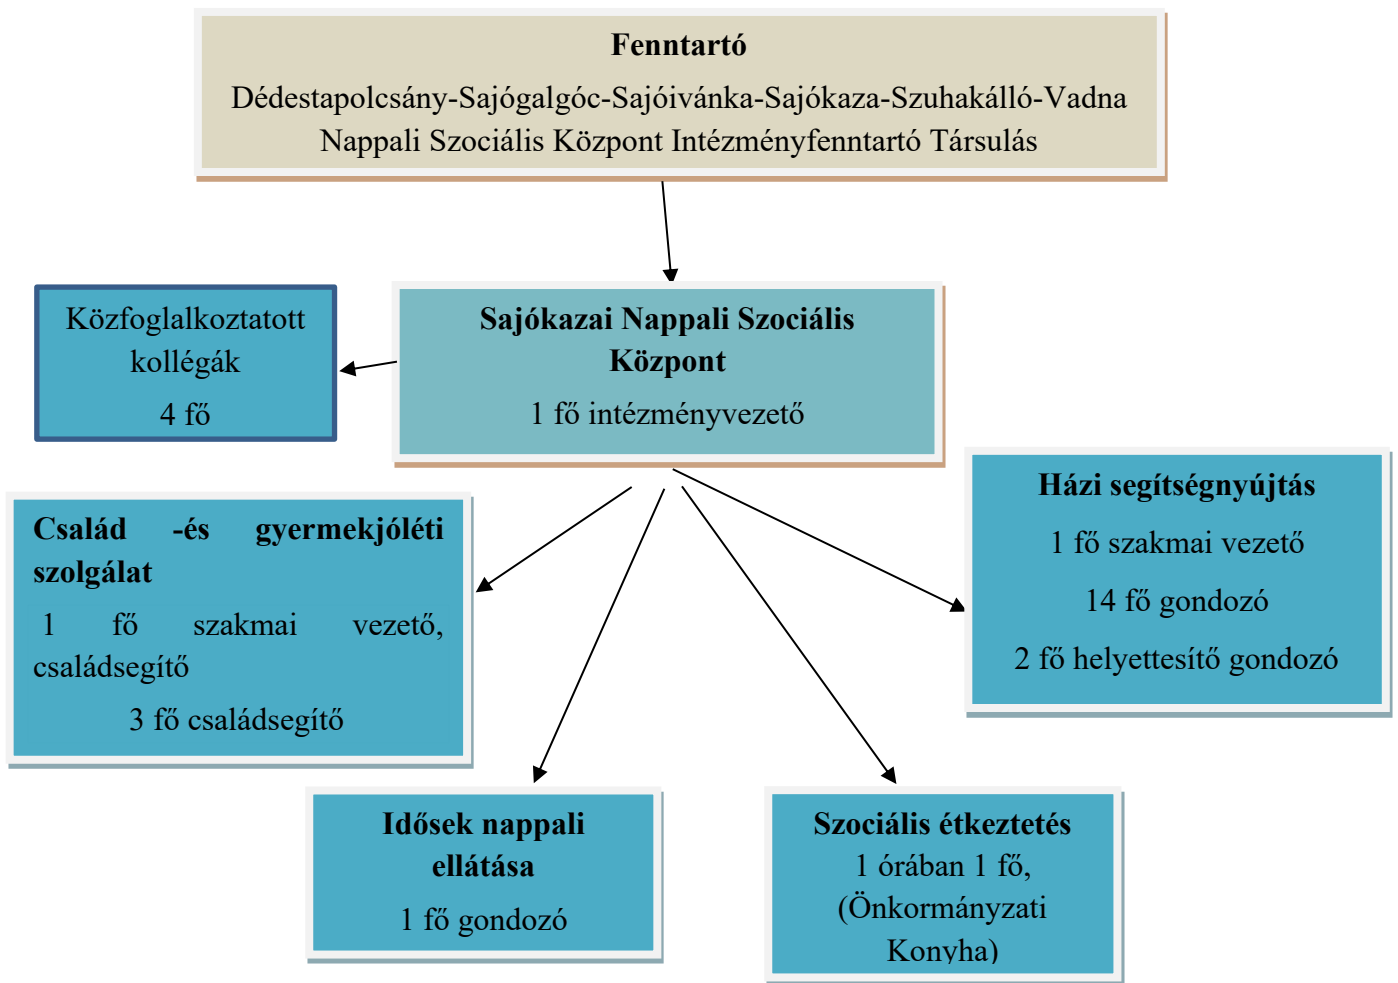 Fenntartó
Dédestapolcsány-Sajógalgóc-Sajóivánka-Sajókaza-Szuhakálló-Vadna
Nappali Szociális Központ Intézményfenntartó Társulás
Közfoglalkoztatott
kollégák
4 fő
Sajókazai Nappali Szociális
Központ
1 fő intézményvezető
Család -és gyermekjóléti
szolgálat
1 fő szakmai vezető,
családsegítő
3 fő családsegítő
Házi segítségnyújtás
1 fő szakmai vezető
14 fő gondozó
2 fő helyettesítő gondozó
Idősek nappali
ellátása
1 fő gondozó
Szociális étkeztetés
1 órában 1 fő,
(Önkormányzati
Konyha)